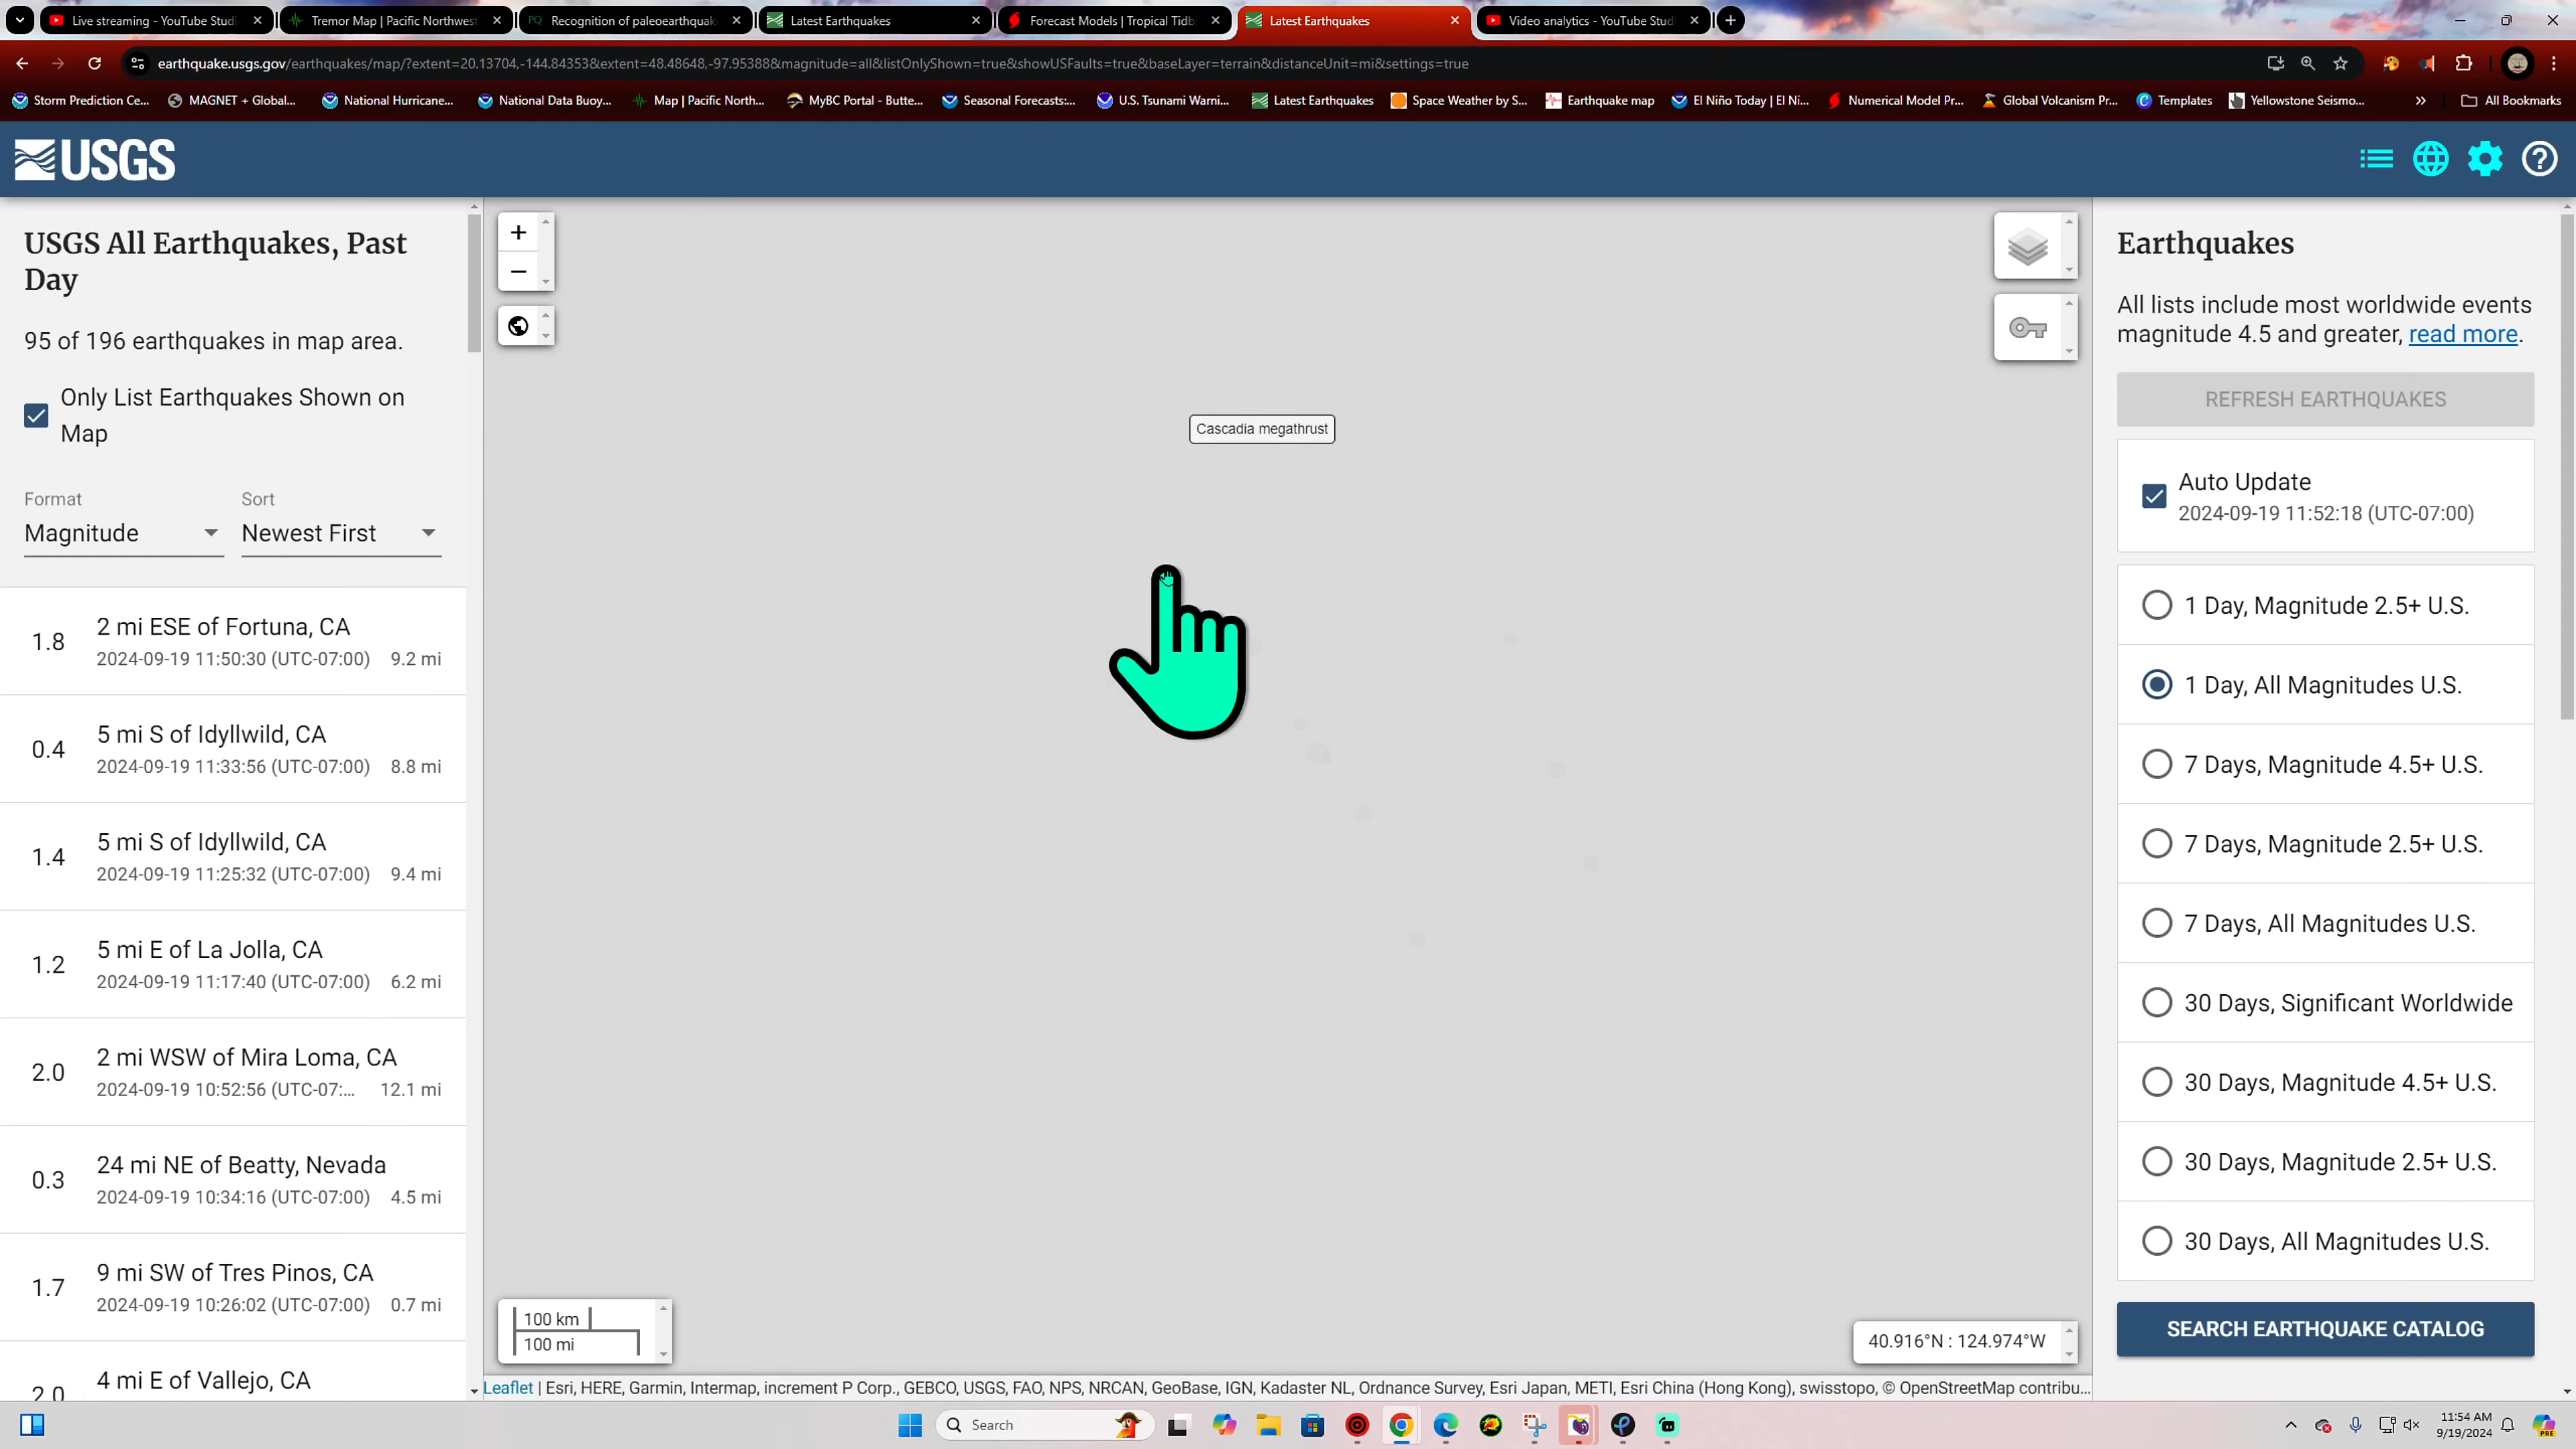 Live streaming - YouTube Studi
Tremor Map | Pacific Northwest
Recognition of paleoearthquak
Latest Earthquakes
Forecast Models | Tropical Tidb
Latest Earthquakes
Video analytics - YouTube Stud
earthquake.usgs.gov/earthquakes/map/?extent=20.13704,-144.84353&extent=48.48648,-97.95388&magnitude=all&listOnlyShown=true&showUSFaults=true&baseLayer=terrain&distanceUnit=mi&settings=true
Storm Prediction Ce...
MAGNET + Global...
National Hurricane...
National Data Buoy...
Map | Pacific North...
MyBC Portal - Butte...
Seasonal Forecasts:...
U.S. Tsunami Warni...
Latest Earthquakes
Space Weather by S...
Earthquake map
El Niño Today | El Ni...
Numerical Model Pr...
Global Volcanism Pr...
Templates
Yellowstone Seismo...
All Bookmarks
USGS
USGS All Earthquakes, Past
Day
95 of 196 earthquakes in map area.
Only List Earthquakes Shown on
Map
Format
Sort
Magnitude
Newest First
1.8
2 mi ESE of Fortuna, CA
2024-09-19 11:50:30 (UTC-07:00) 9.2 mi
0.4
5 mi S of Idyllwild, CA
2024-09-19 11:33:56 (UTC-07:00) 8.8 mi
1.4
5 mi S of Idyllwild, CA
2024-09-19 11:25:32 (UTC-07:00) 9.4 mi
1.2
5 mi E of La Jolla, CA
2024-09-19 11:17:40 (UTC-07:00) 6.2 mi
2.0
2 mi WSW of Mira Loma, CA
2024-09-19 10:52:56 (UTC-07:... 12.1 mi
0.3
24 mi NE of Beatty, Nevada
2024-09-19 10:34:16 (UTC-07:00) 4.5 mi
1.7
9 mi SW of Tres Pinos, CA
2024-09-19 10:26:02 (UTC-07:00) 0.7 mi
2.0
4 mi E of Vallejo, CA
+
−
Cascadia megathrust
100 km
100 mi
40.916°N : 124.974°W
Leaflet | Esri, HERE, Garmin, Intermap, increment P Corp., GEBCO, USGS, FAO, NPS, NRCAN, GeoBase, IGN, Kadaster NL, Ordnance Survey, Esri Japan, METI, Esri China (Hong Kong), swisstopo, © OpenStreetMap contribu...
Earthquakes
All lists include most worldwide events
magnitude 4.5 and greater, read more.
REFRESH EARTHQUAKES
Auto Update
2024-09-19 11:52:18 (UTC-07:00)
1 Day, Magnitude 2.5+ U.S.
1 Day, All Magnitudes U.S.
7 Days, Magnitude 4.5+ U.S.
7 Days, Magnitude 2.5+ U.S.
7 Days, All Magnitudes U.S.
30 Days, Significant Worldwide
30 Days, Magnitude 4.5+ U.S.
30 Days, Magnitude 2.5+ U.S.
30 Days, All Magnitudes U.S.
SEARCH EARTHQUAKE CATALOG
Search
11:54 AM
9/19/2024
PRE